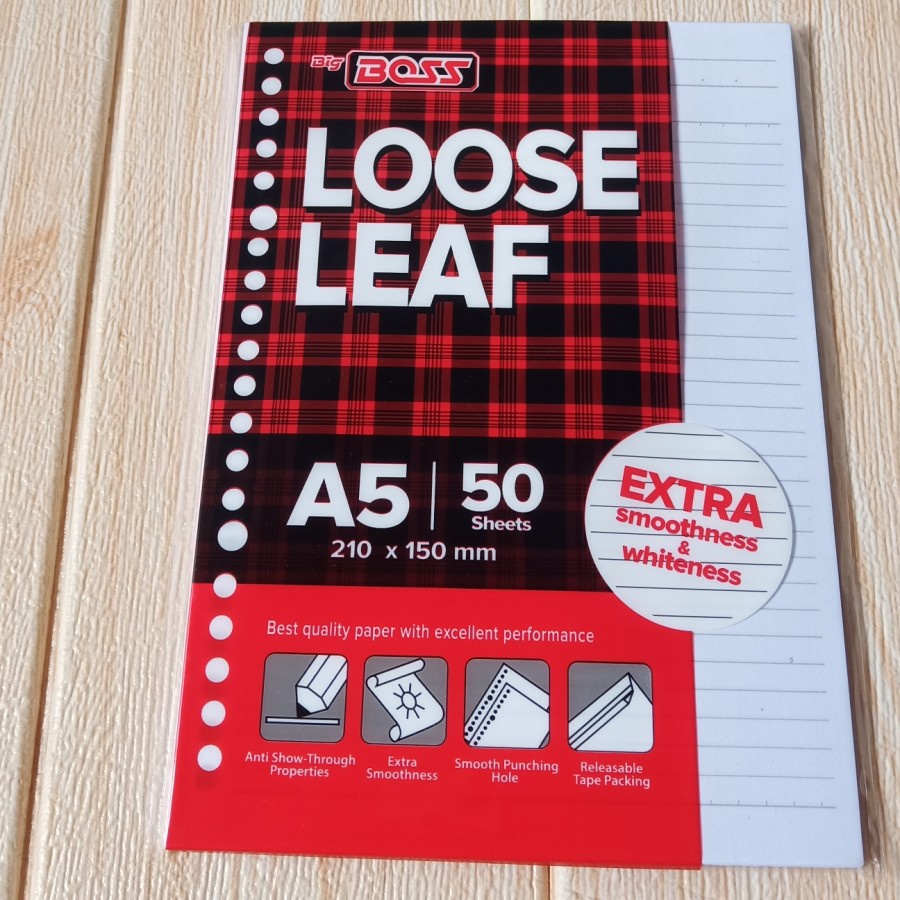 Big BOSS
LOOSE
LEAF
A5
50
Sheets
210 x 150 mm
EXTRA
smoothness
&
whiteness
Best quality paper with excellent performance
Anti Show-Through
Properties
Extra
Smoothness
Smooth Punching
Hole
Releasable
Tape Packing